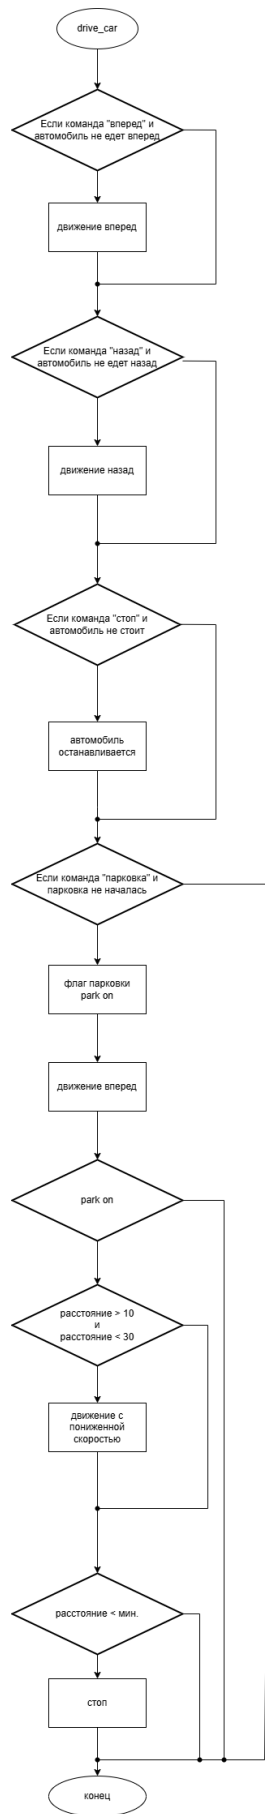 drive_car
Если команда "вперед" и
автомобиль не едет вперед
движение вперед
Если команда "назад" и
автомобиль не едет назад
движение назад
Если команда "стоп" и
автомобиль не стоит
автомобиль
останавливается
Если команда "парковка" и
парковка не началась
флаг парковки
park on
движение вперед
park on
расстояние > 10
и
расстояние < 30
движение с
пониженной
скоростью
расстояние < мин.
стоп
конец